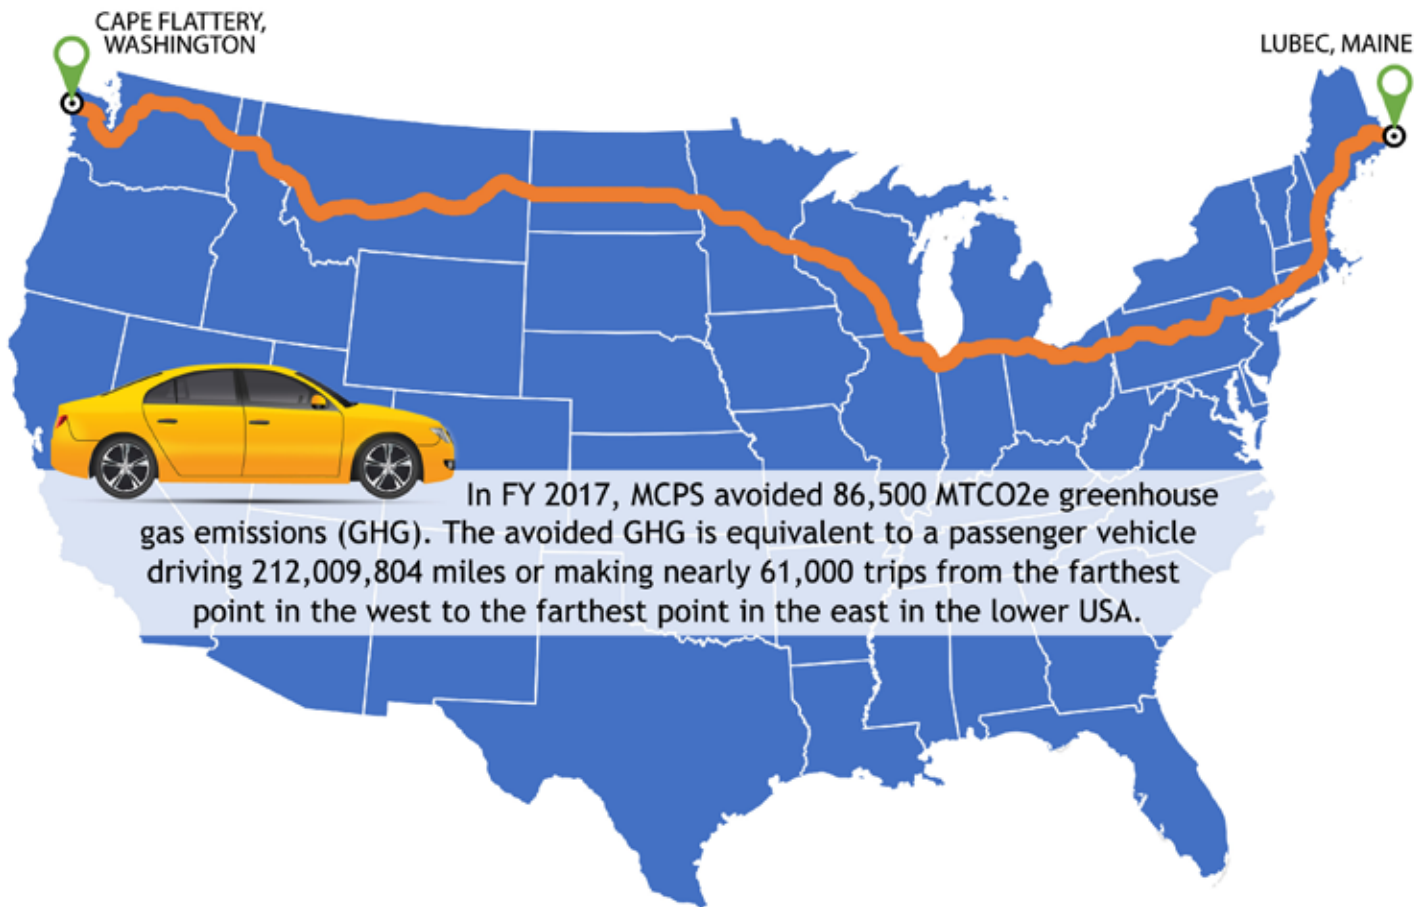 CAPE FLATTERY,
WASHINGTON
LUBEC, MAINE
In FY 2017, MCPS avoided 86,500 MTCO2e greenhouse
gas emissions (GHG). The avoided GHG is equivalent to a passenger vehicle
driving 212,009,804 miles or making nearly 61,000 trips from the farthest
point in the west to the farthest point in the east in the lower USA.